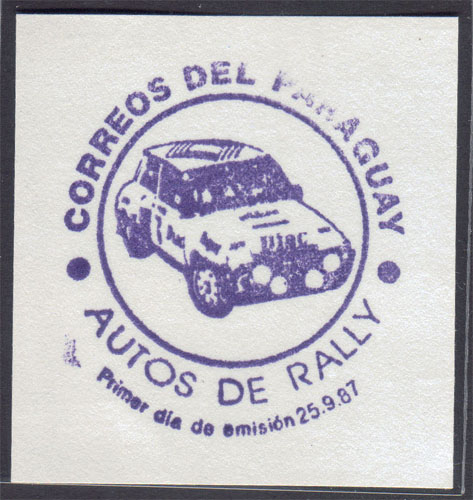 CORREOS DEL PARAGUAY
AUTOS DE RALLY
Primer día de emisión 25.9.87